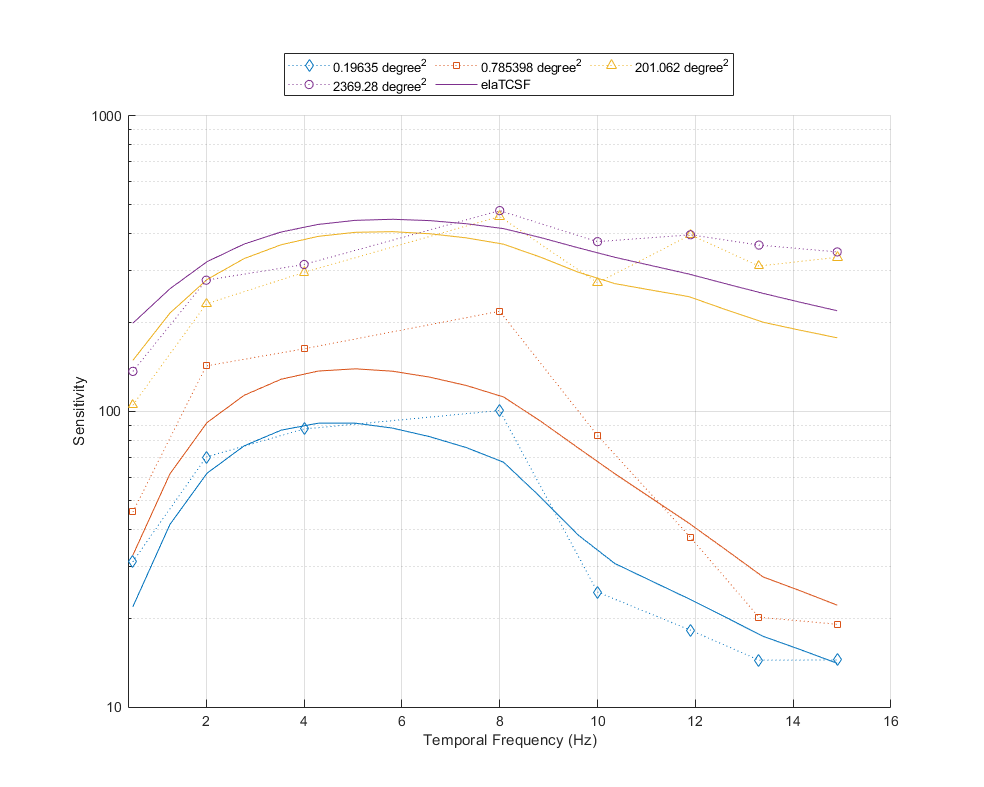 0.19635 degree² 0.785398 degree² 201.062 degree²
2369.28 degree² elaTCSF
1000
100
10
Sensitivity
2 4 6 8 10 12 14 16
Temporal Frequency (Hz)